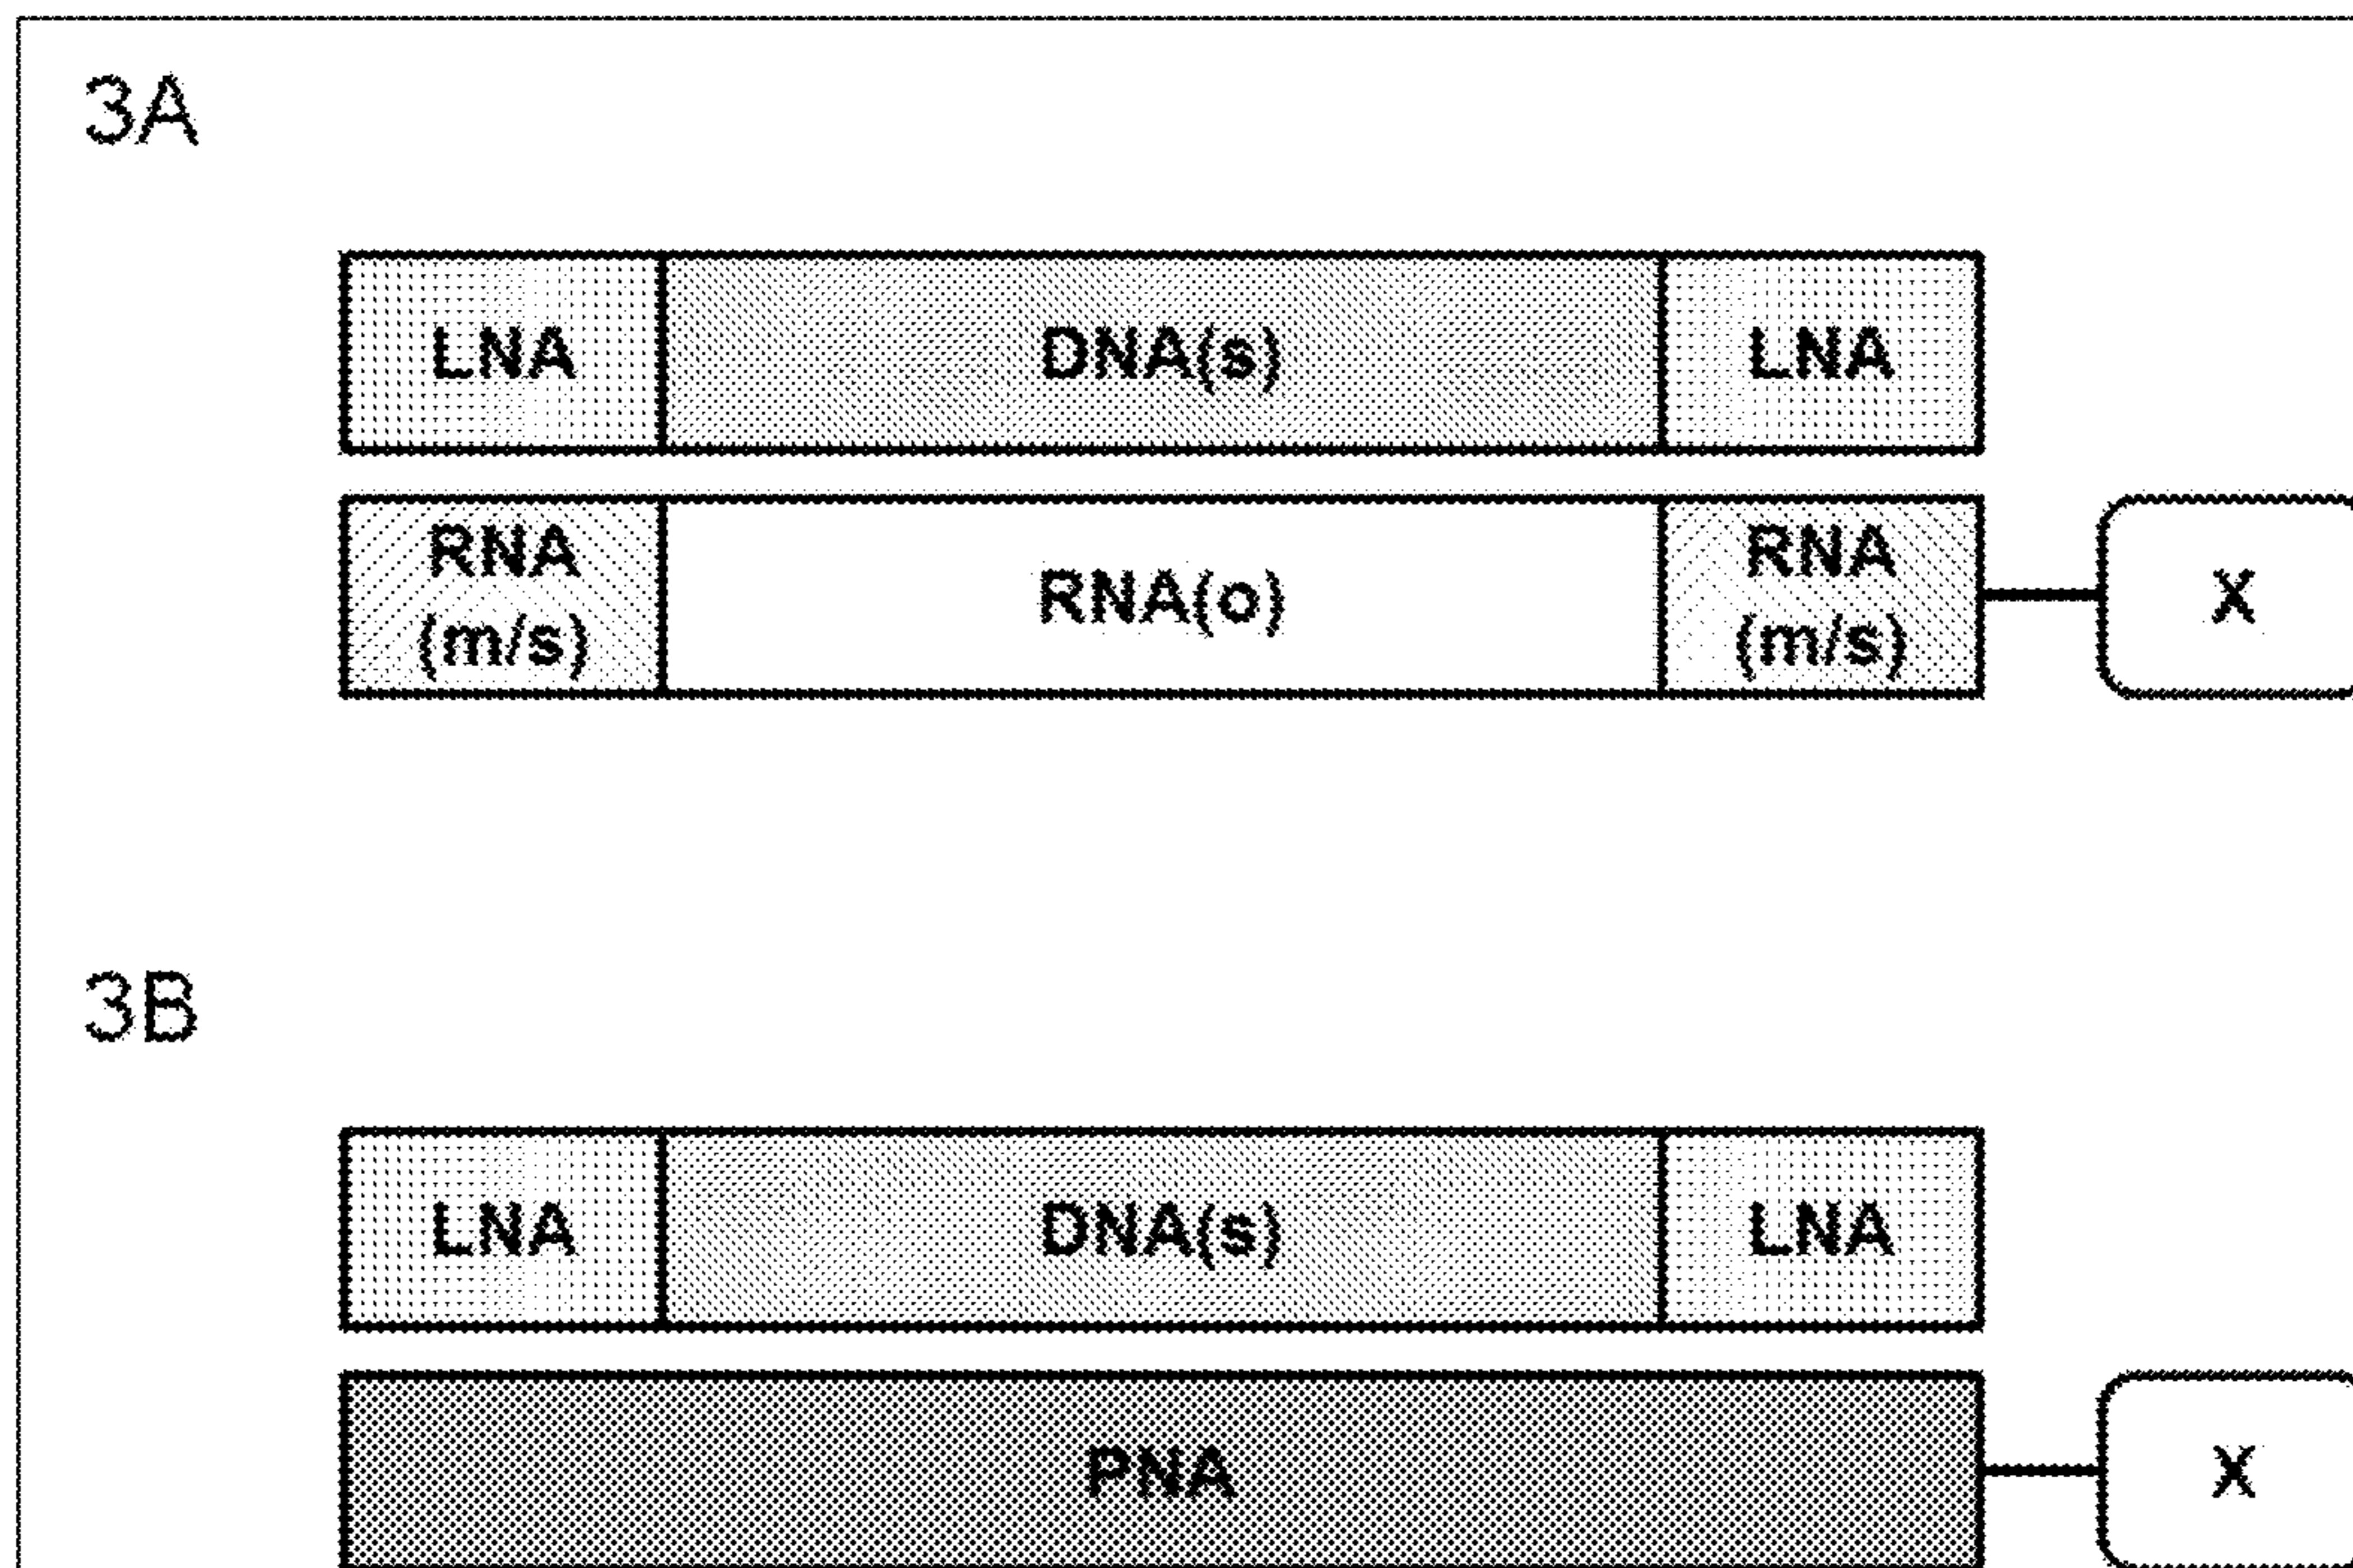 3A
LNA DNA(s) LNA
RNA RNA
(m/s) RNA(o) (m/s) X
3B
LNA DNA(s) LNA
PNA X